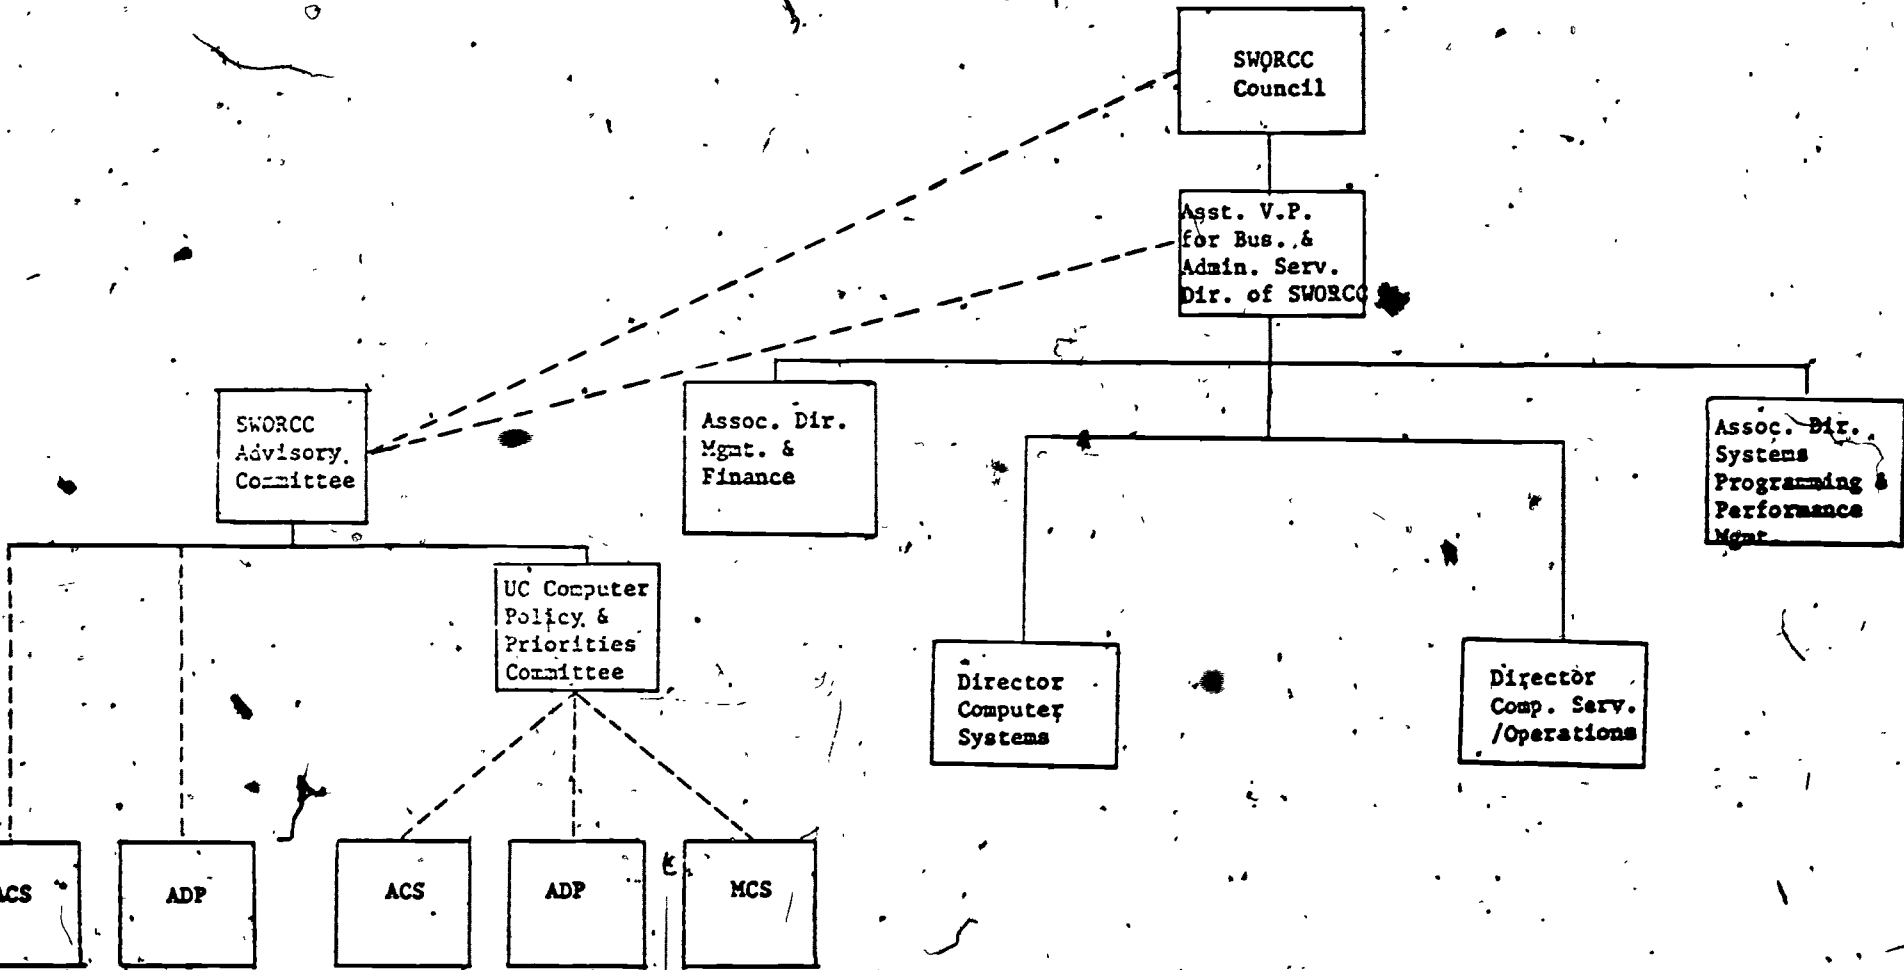 SWORCC
Council
Asst. V.P.
for Bus. &
Admin. Serv.
Dir. of SWORCC
SWORCC
Advisory
Committee
Assoc. Dir.
Mgmt. &
Finance
Assoc. Dir.
Systems
Programming &
Performance
Mgmt.
UC Computer
Policy &
Priorities
Committee
Director
Computer
Systems
Director
Comp. Serv.
/Operations
ACS
ADP
ACS
ADP
MCS